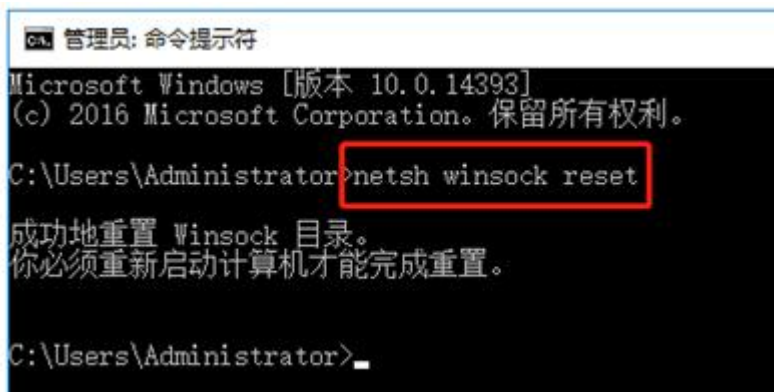 管理员: 命令提示符
Microsoft Windows [版本 10.0.14393]
(c) 2016 Microsoft Corporation。保留所有权利。
C:\Users\Administrator>netsh winsock reset
成功地重置 Winsock 目录。
你必须重新启动计算机才能完成重置。
C:\Users\Administrator>